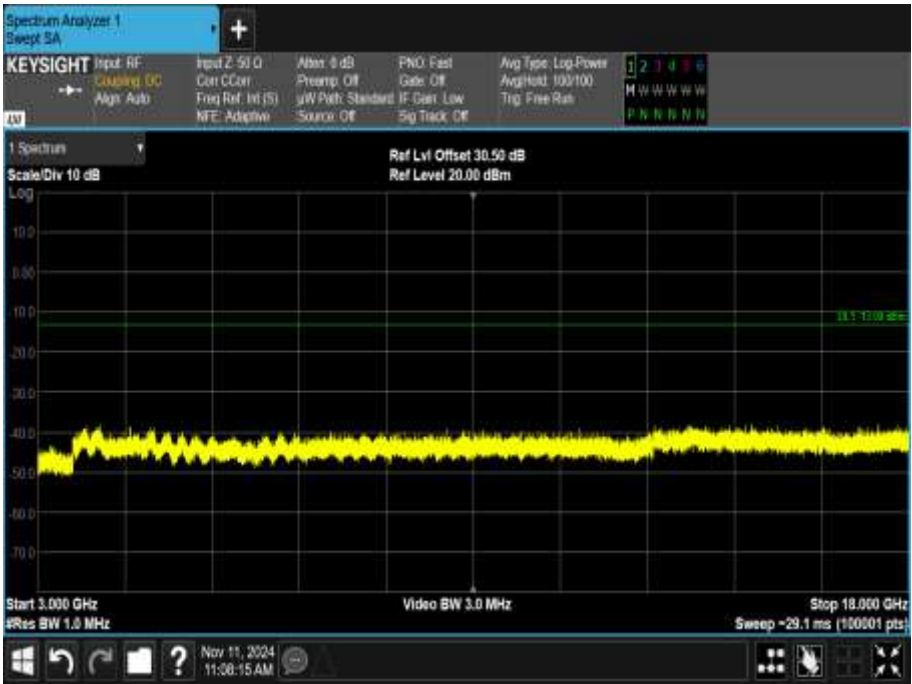 Spectrum Analyzer 1
Swept SA
+
KEYSIGHT
Input: RF
Coupling: DC
Align: Auto
Input Z: 50 Ω
Corr CCorr
Freq Ref: Int (S)
NFE: Adaptive
Atten: 0 dB
Preamp: Off
µW Path: Standard
Source: Off
PNO: Fast
Gate: Off
IF Gain: Low
Sig Track: Off
Avg Type: Log-Power
Avg|Hold: 100/100
Trig: Free Run
1 2 3 4 5 6
M W W W W W
P N N N N N
LXI
1 Spectrum
Scale/Div 10 dB
Ref Lvl Offset 30.50 dB
Ref Level 20.00 dBm
Log
10.0
0.00
-10.0
DL1 -13.00 dBm
-20.0
-30.0
-40.0
-50.0
-60.0
-70.0
Start 3.000 GHz
Video BW 3.0 MHz
Stop 18.000 GHz
#Res BW 1.0 MHz
Sweep ~29.1 ms (100001 pts)
?
Nov 11, 2024
11:08:15 AM